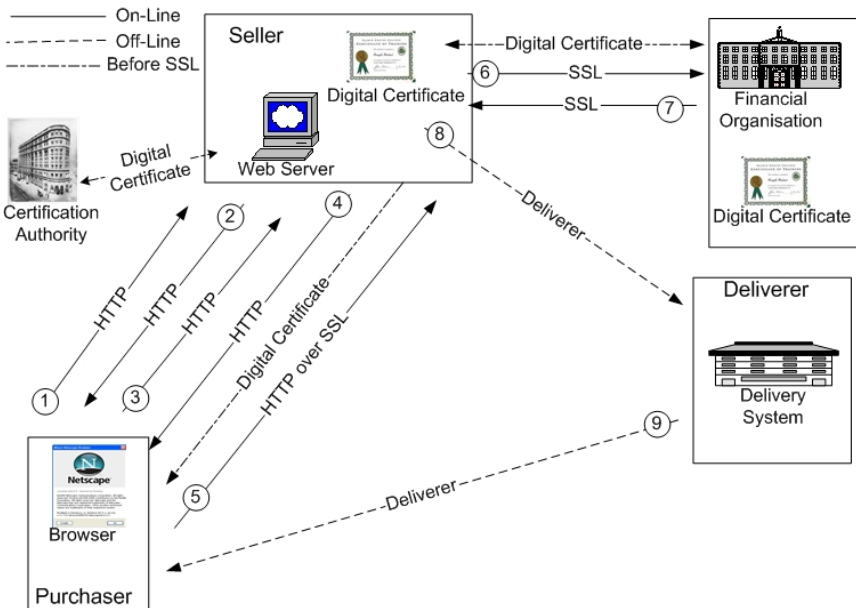 On-Line
Off-Line
Before SSL
Seller
Digital Certificate
Web Server
Digital Certificate
SSL
SSL
Financial
Organisation
Digital Certificate
Digital
Certificate
Certification
Authority
HTTP
HTTP
HTTP
HTTP
Digital Certificate
HTTP over SSL
Deliverer
Deliverer
Deliverer
Delivery
System
1
2
3
4
5
6
7
8
9
Netscape
Browser
Purchaser